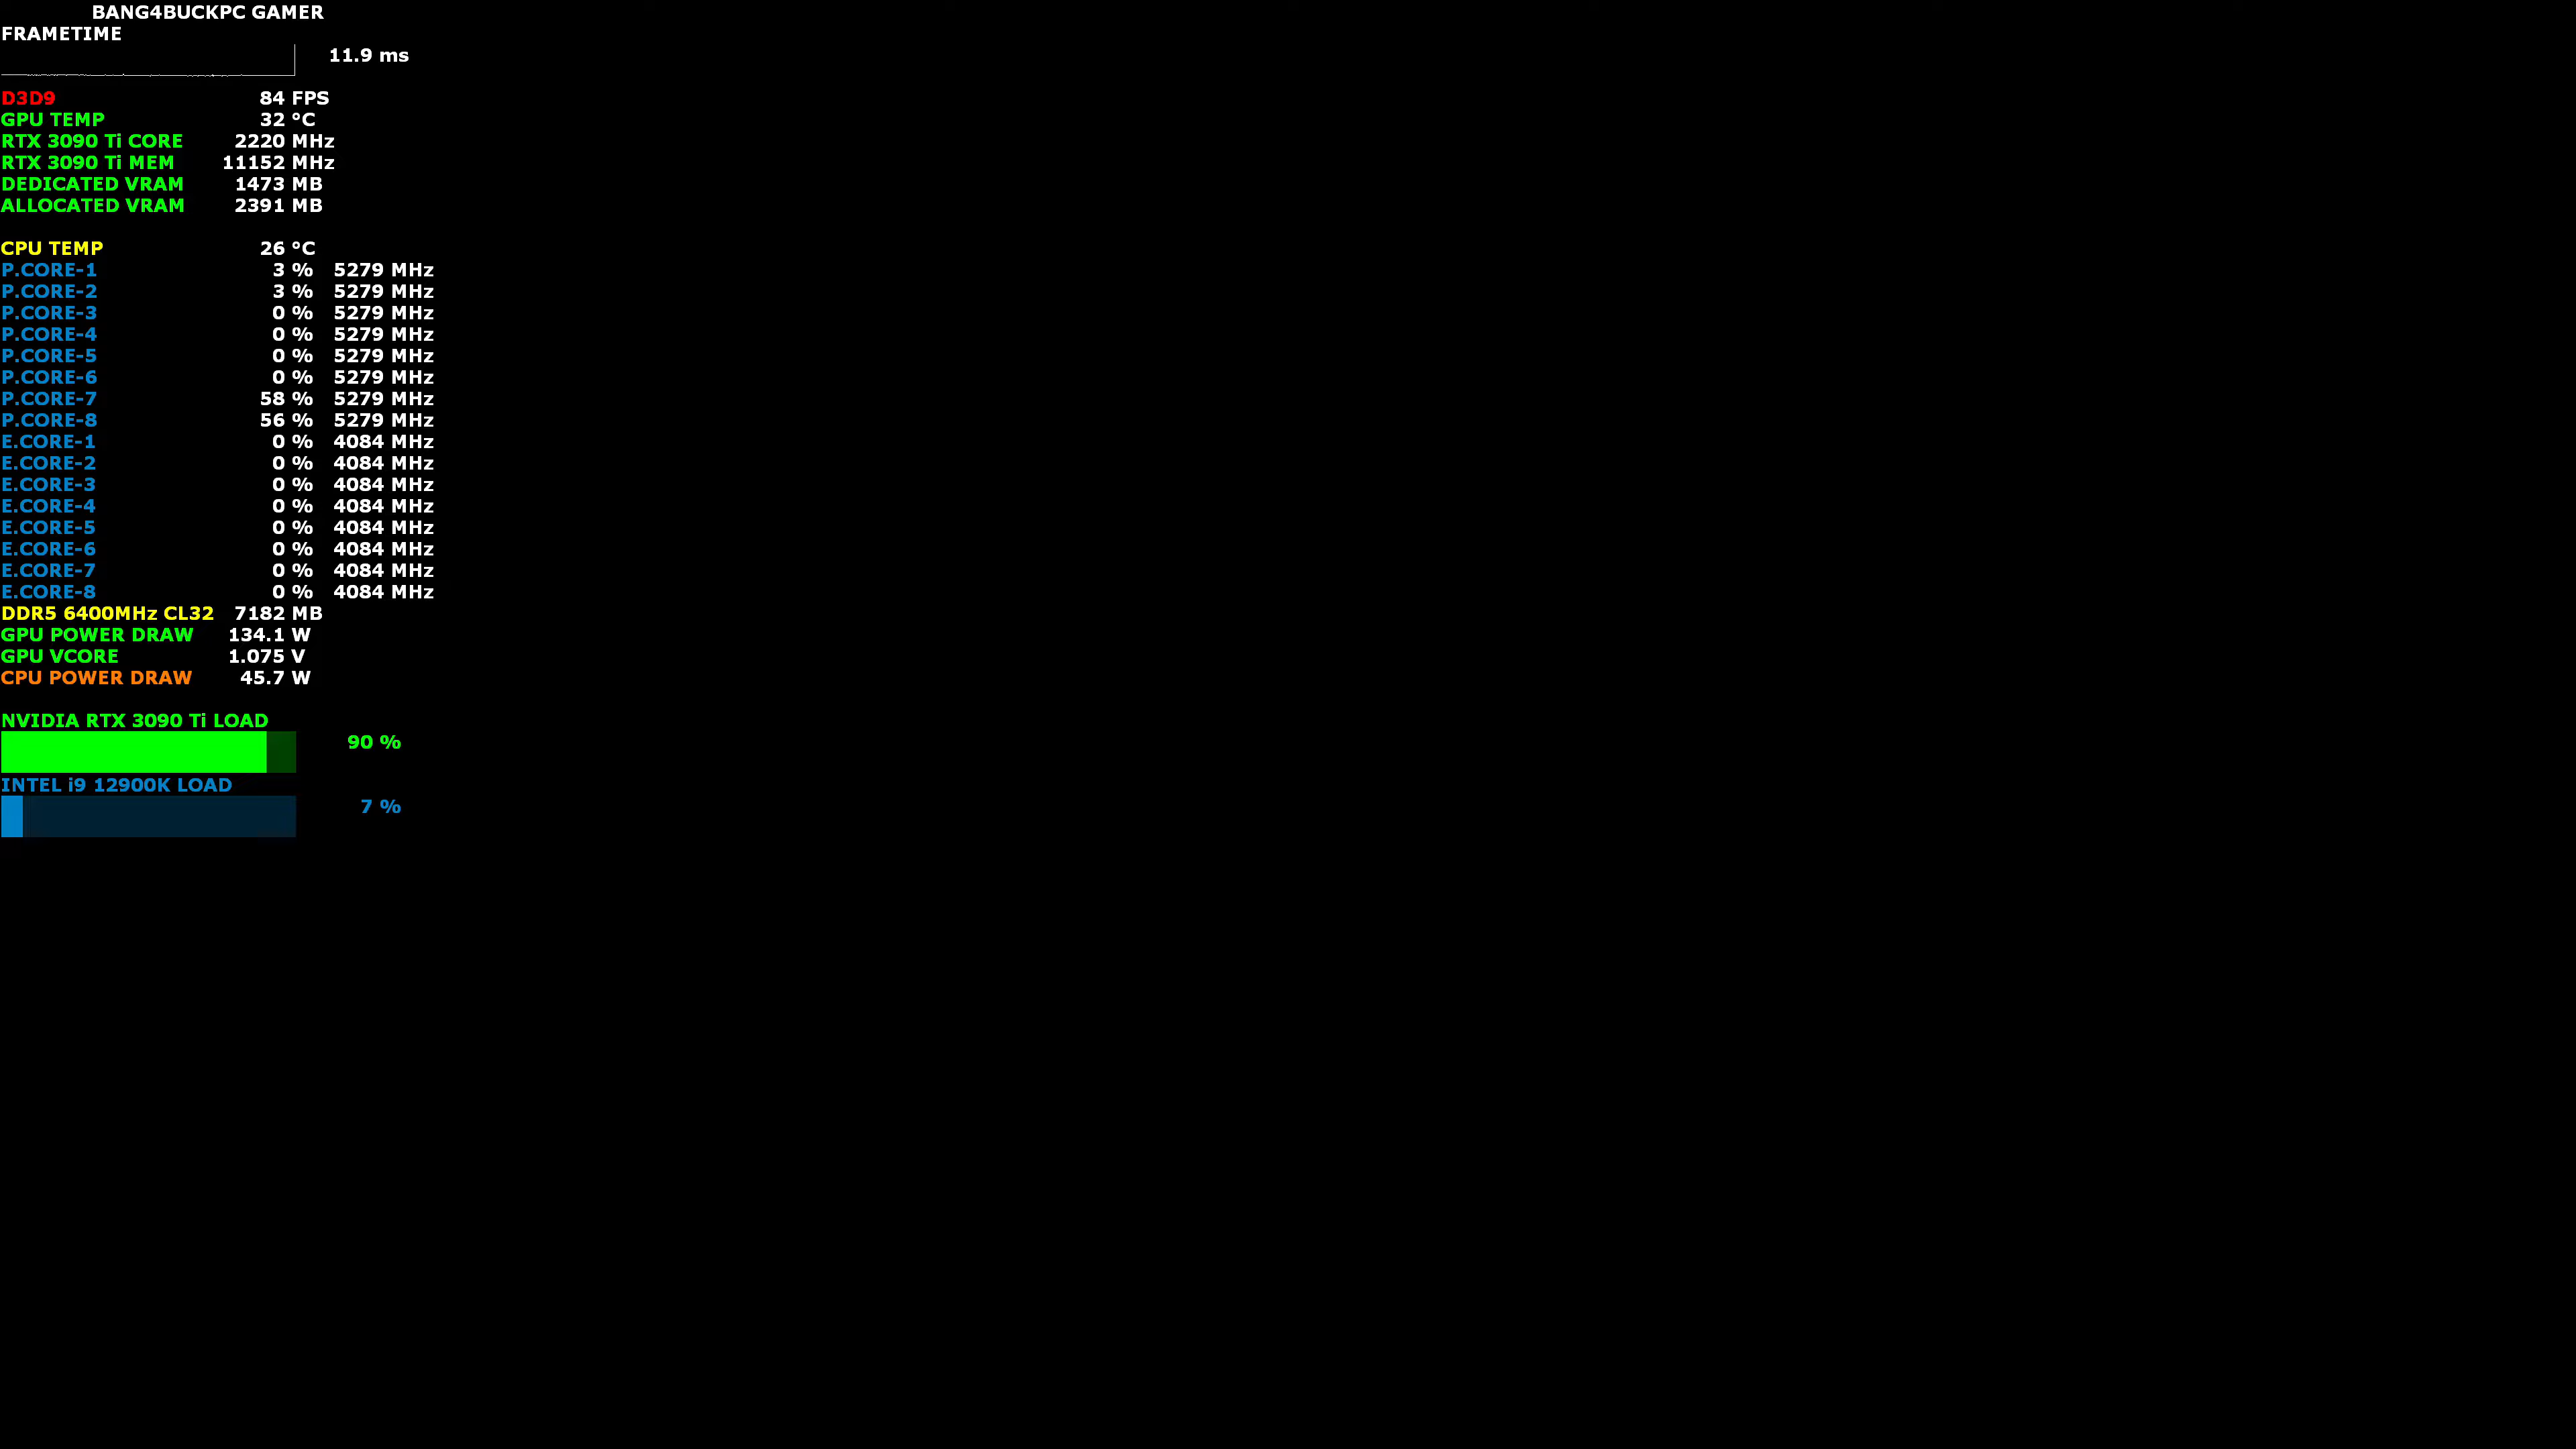 BANG4BUCKPC GAMER
FRAMETIME
11.9 ms
D3D9 84 FPS
GPU TEMP 32 °C
RTX 3090 Ti CORE 2220 MHz
RTX 3090 Ti MEM 11152 MHz
DEDICATED VRAM 1473 MB
ALLOCATED VRAM 2391 MB
CPU TEMP 26 °C
P.CORE-1 3 % 5279 MHz
P.CORE-2 3 % 5279 MHz
P.CORE-3 0 % 5279 MHz
P.CORE-4 0 % 5279 MHz
P.CORE-5 0 % 5279 MHz
P.CORE-6 0 % 5279 MHz
P.CORE-7 58 % 5279 MHz
P.CORE-8 56 % 5279 MHz
E.CORE-1 0 % 4084 MHz
E.CORE-2 0 % 4084 MHz
E.CORE-3 0 % 4084 MHz
E.CORE-4 0 % 4084 MHz
E.CORE-5 0 % 4084 MHz
E.CORE-6 0 % 4084 MHz
E.CORE-7 0 % 4084 MHz
E.CORE-8 0 % 4084 MHz
DDR5 6400MHz CL32 7182 MB
GPU POWER DRAW 134.1 W
GPU VCORE 1.075 V
CPU POWER DRAW 45.7 W
NVIDIA RTX 3090 Ti LOAD
90 %
INTEL i9 12900K LOAD
7 %